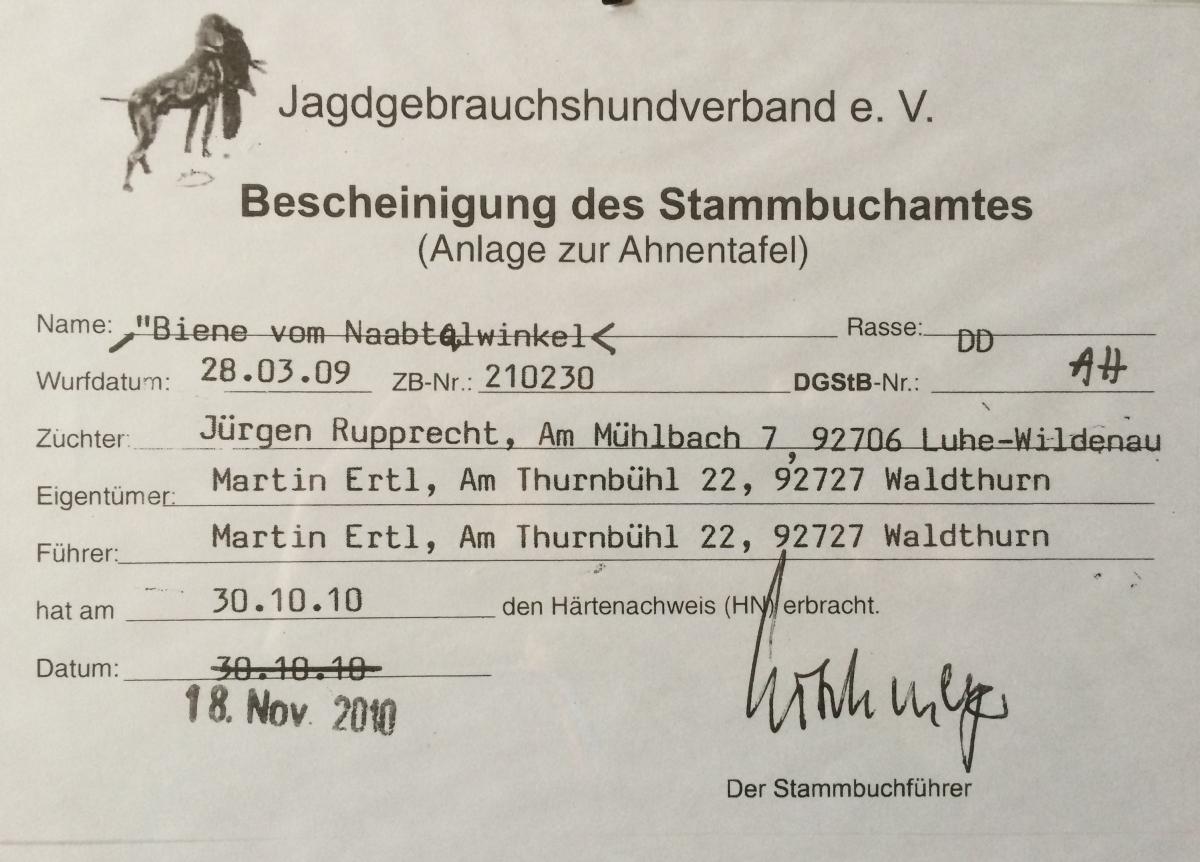 Jagdgebrauchshundverband e. V.
Bescheinigung des Stammbuchamtes
(Anlage zur Ahnentafel)
Name: "Biene vom Naabtalwinkel< Rasse: DD
Wurfdatum: 28.03.09 ZB-Nr.: 210230 DGStB-Nr.: AH
Züchter: Jürgen Rupprecht, Am Mühlbach 7, 92706 Luhe-Wildenau
Eigentümer: Martin Ertl, Am Thurnbühl 22, 92727 Waldthurn
Führer: Martin Ertl, Am Thurnbühl 22, 92727 Waldthurn
hat am 30.10.10 den Härtenachweis (HN) erbracht.
Datum: 30.10.10
18. Nov. 2010
Der Stammbuchführer